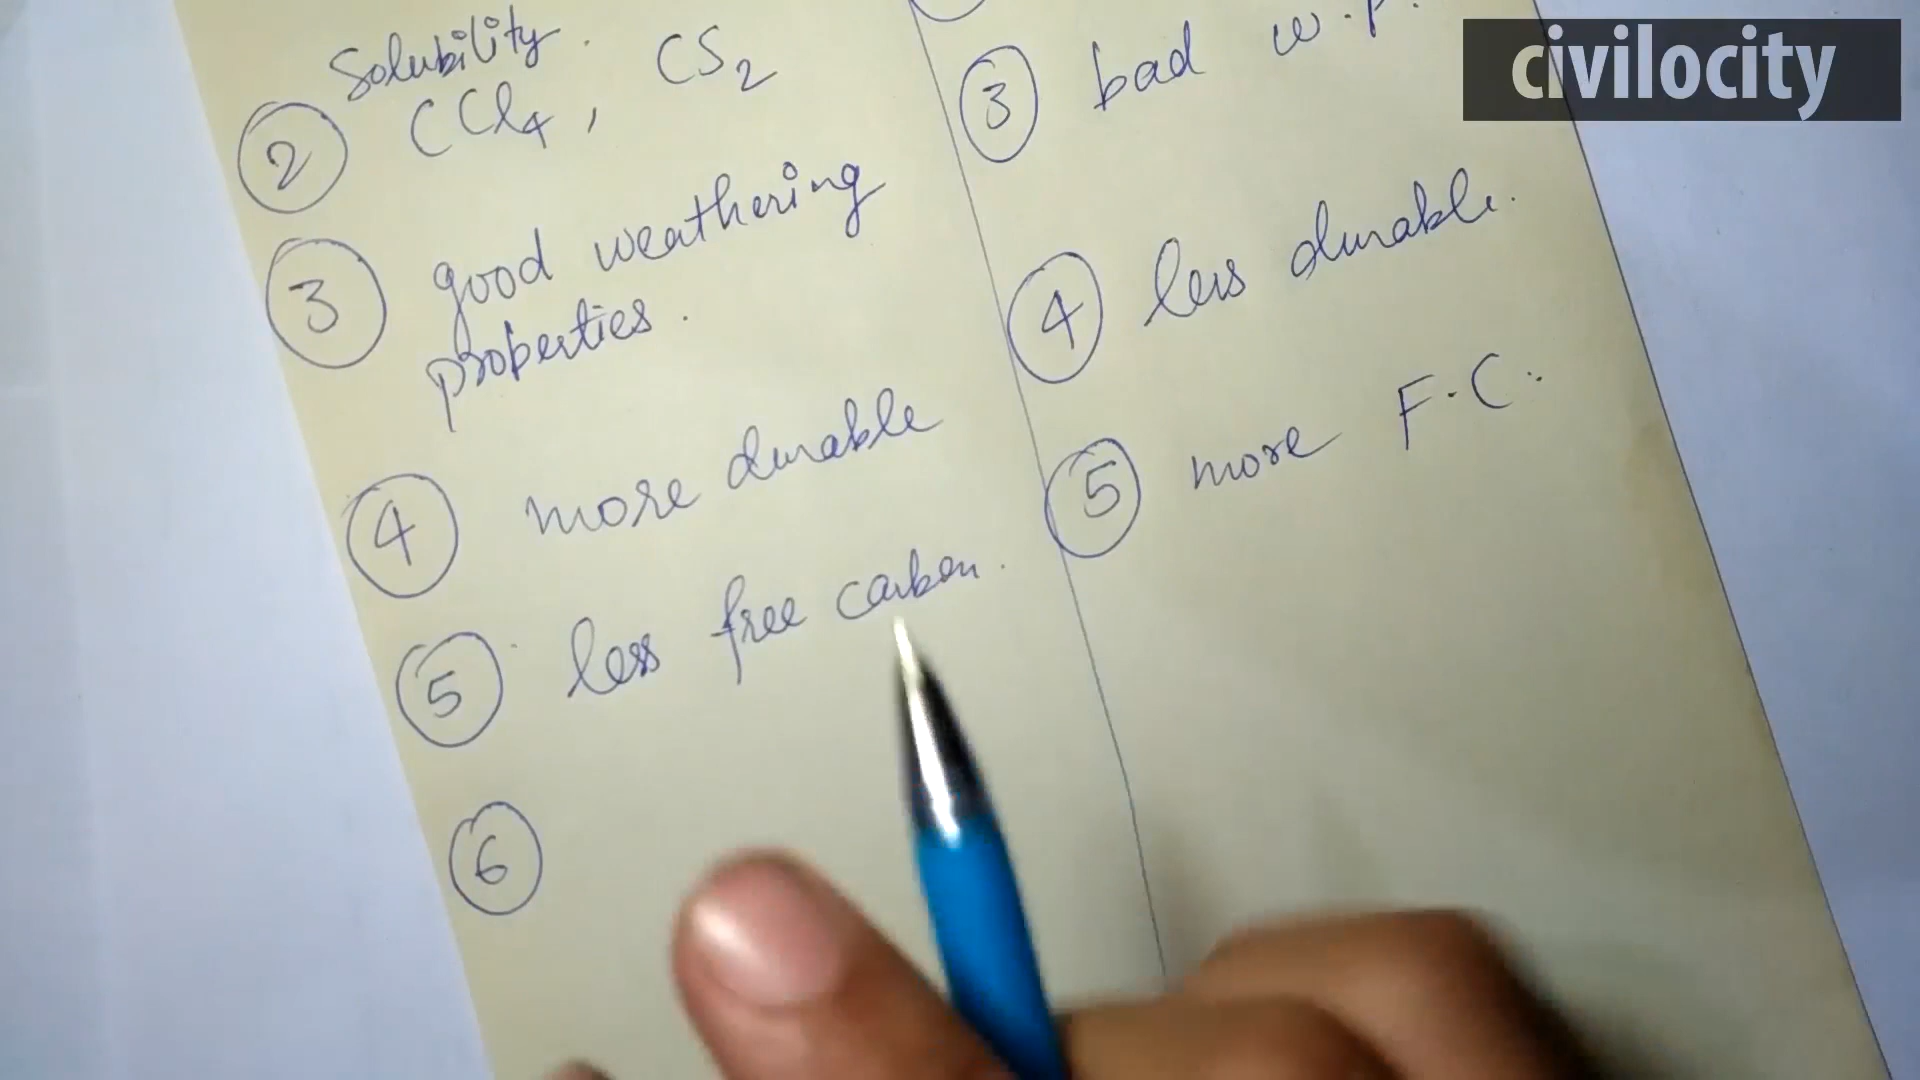 Solubility.
② CCl4, CS2
③ good weathering
properties.
④ more durable
⑤ less free carbon.
⑥
③ bad w.p.
④ less durable.
⑤ more F.C.
civilocity